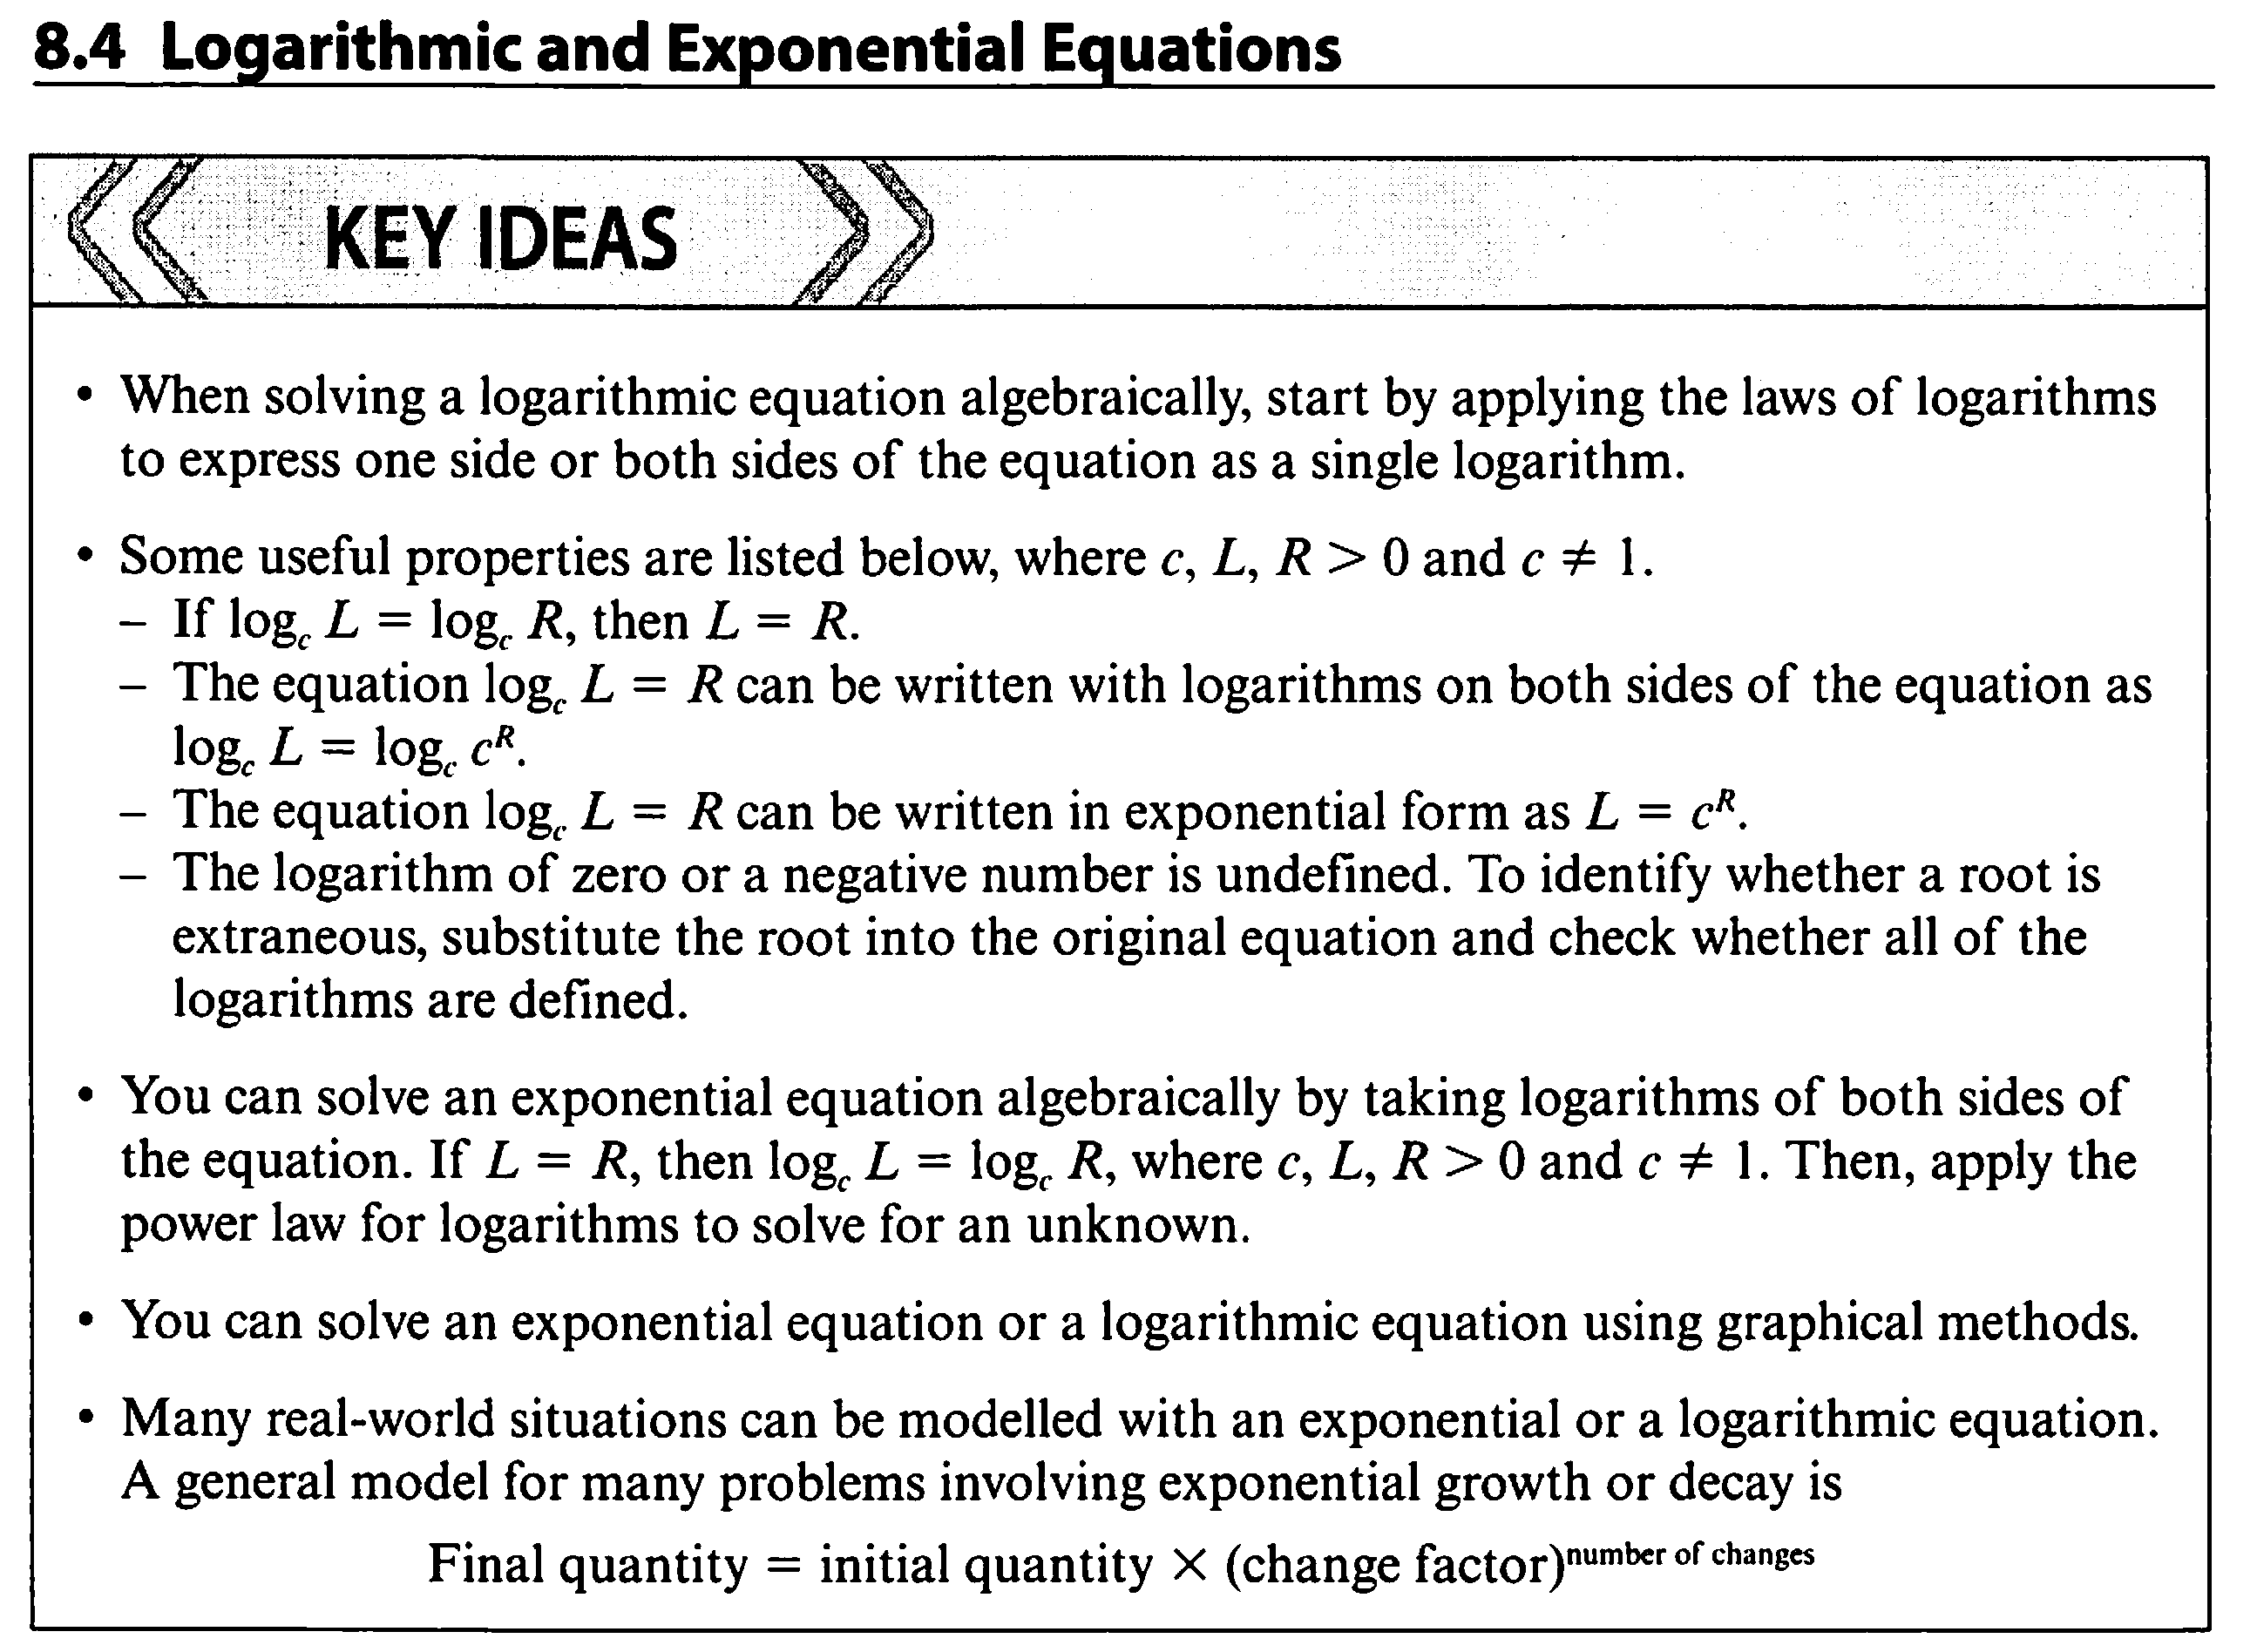 8.4 Logarithmic and Exponential Equations
KEY IDEAS
• When solving a logarithmic equation algebraically, start by applying the laws of logarithms
to express one side or both sides of the equation as a single logarithm.
• Some useful properties are listed below, where c, L, R > 0 and c ≠ 1.
– If log_c L = log_c R, then L = R.
– The equation log_c L = R can be written with logarithms on both sides of the equation as
log_c L = log_c c^R.
– The equation log_c L = R can be written in exponential form as L = c^R.
– The logarithm of zero or a negative number is undefined. To identify whether a root is
extraneous, substitute the root into the original equation and check whether all of the
logarithms are defined.
• You can solve an exponential equation algebraically by taking logarithms of both sides of
the equation. If L = R, then log_c L = log_c R, where c, L, R > 0 and c ≠ 1. Then, apply the
power law for logarithms to solve for an unknown.
• You can solve an exponential equation or a logarithmic equation using graphical methods.
• Many real-world situations can be modelled with an exponential or a logarithmic equation.
A general model for many problems involving exponential growth or decay is
Final quantity = initial quantity × (change factor)^number of changes